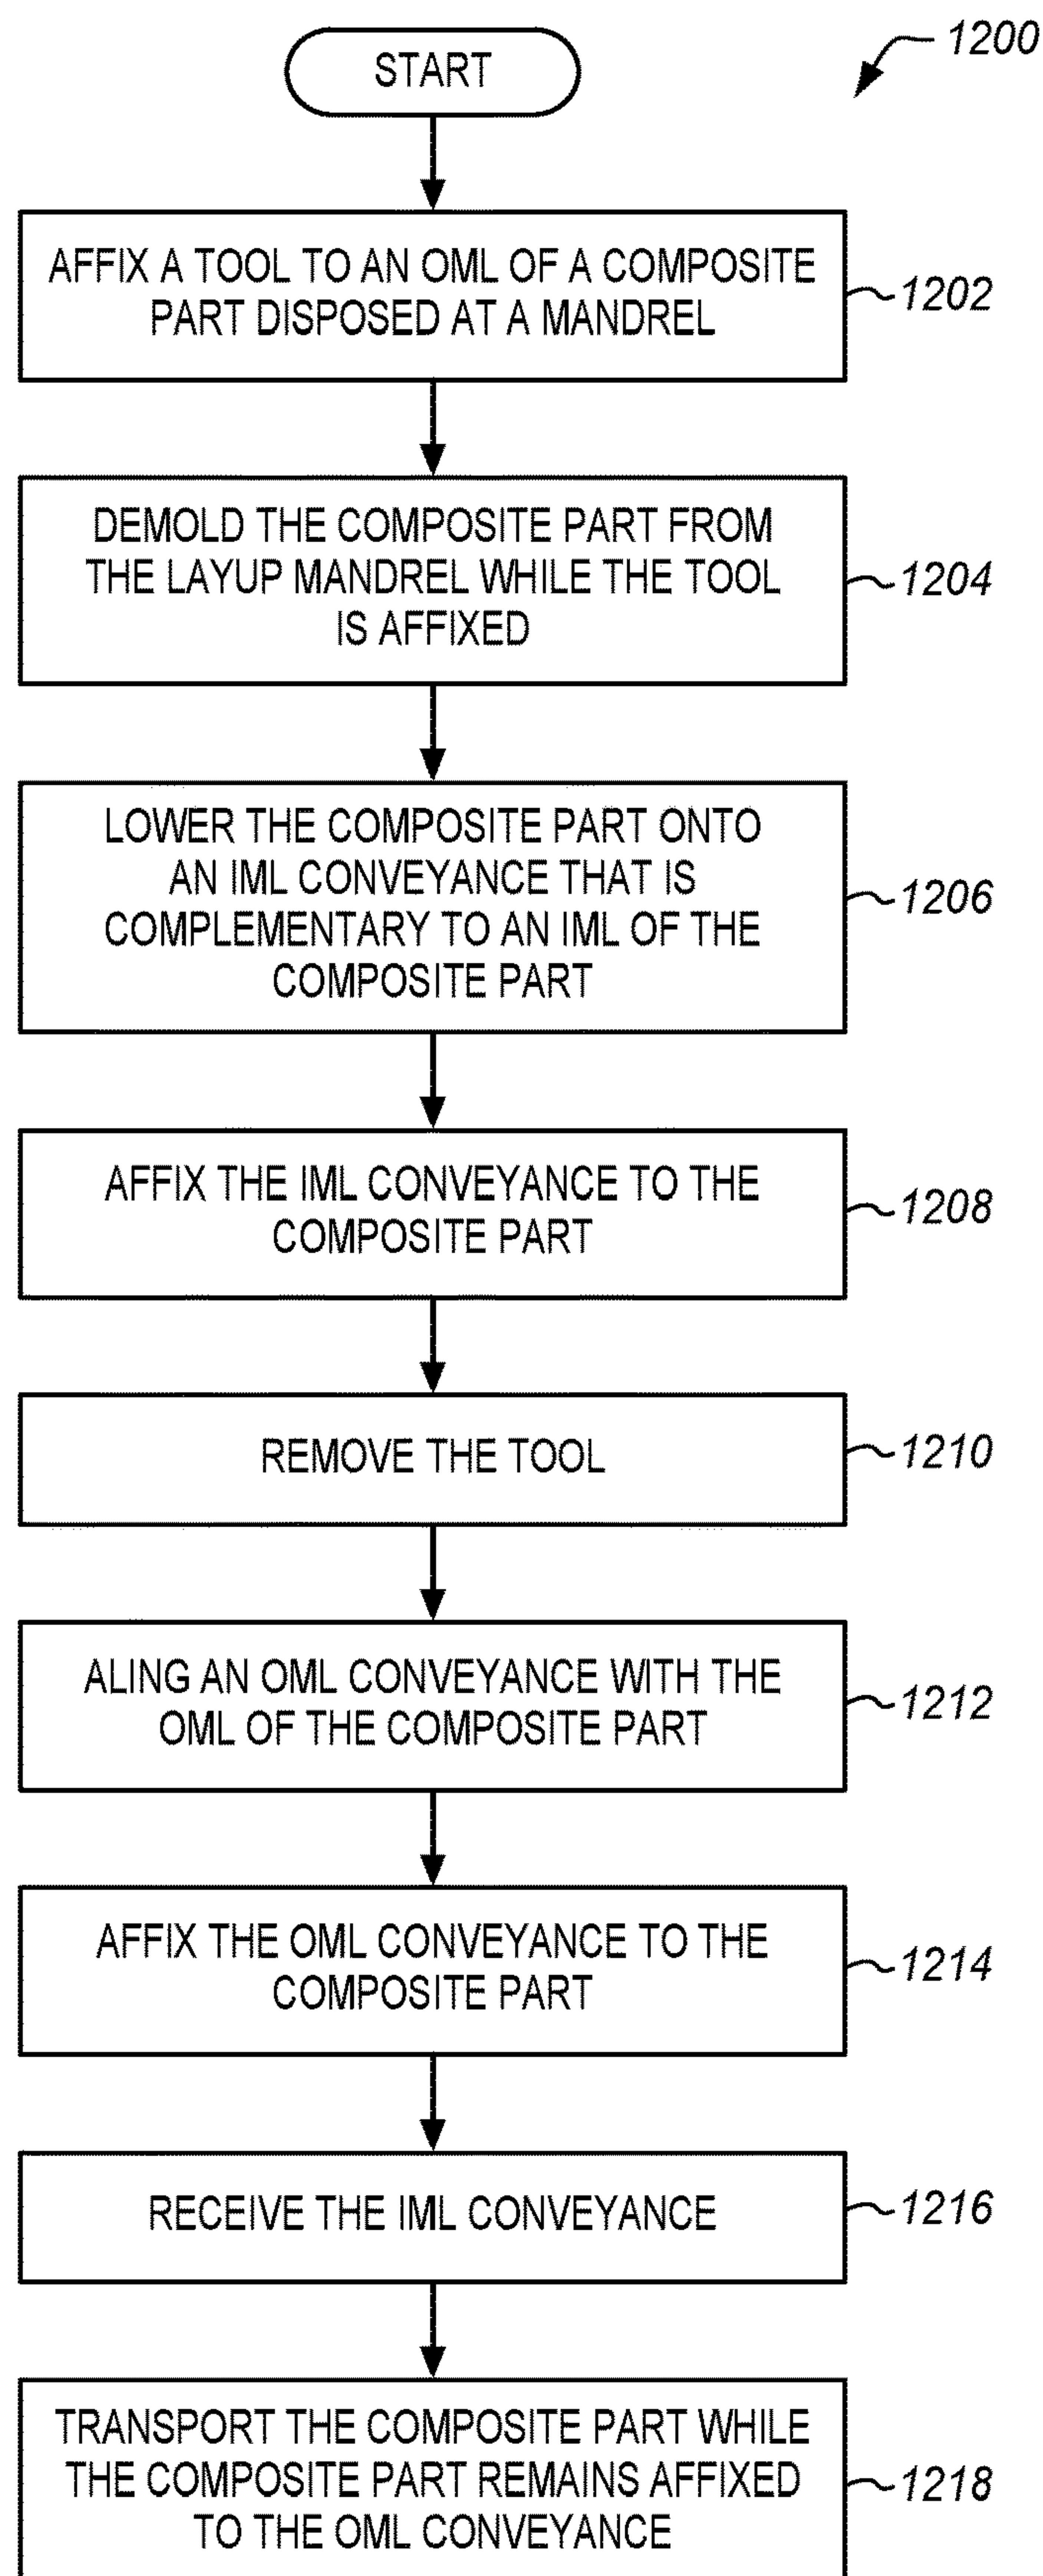 1200
START
AFFIX A TOOL TO AN OML OF A COMPOSITE
PART DISPOSED AT A MANDREL
1202
DEMOLD THE COMPOSITE PART FROM
THE LAYUP MANDREL WHILE THE TOOL
IS AFFIXED
1204
LOWER THE COMPOSITE PART ONTO
AN IML CONVEYANCE THAT IS
COMPLEMENTARY TO AN IML OF THE
COMPOSITE PART
1206
AFFIX THE IML CONVEYANCE TO THE
COMPOSITE PART
1208
REMOVE THE TOOL
1210
ALING AN OML CONVEYANCE WITH THE
OML OF THE COMPOSITE PART
1212
AFFIX THE OML CONVEYANCE TO THE
COMPOSITE PART
1214
RECEIVE THE IML CONVEYANCE
1216
TRANSPORT THE COMPOSITE PART WHILE
THE COMPOSITE PART REMAINS AFFIXED
TO THE OML CONVEYANCE
1218